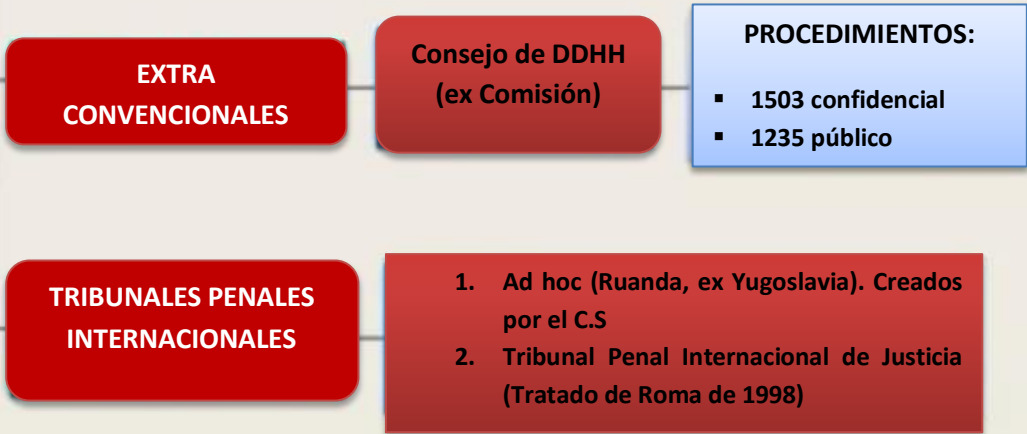 EXTRA
CONVENCIONALES
Consejo de DDHH
(ex Comisión)
PROCEDIMIENTOS:
▪ 1503 confidencial
▪ 1235 público
TRIBUNALES PENALES
INTERNACIONALES
1. Ad hoc (Ruanda, ex Yugoslavia). Creados
por el C.S
2. Tribunal Penal Internacional de Justicia
(Tratado de Roma de 1998)